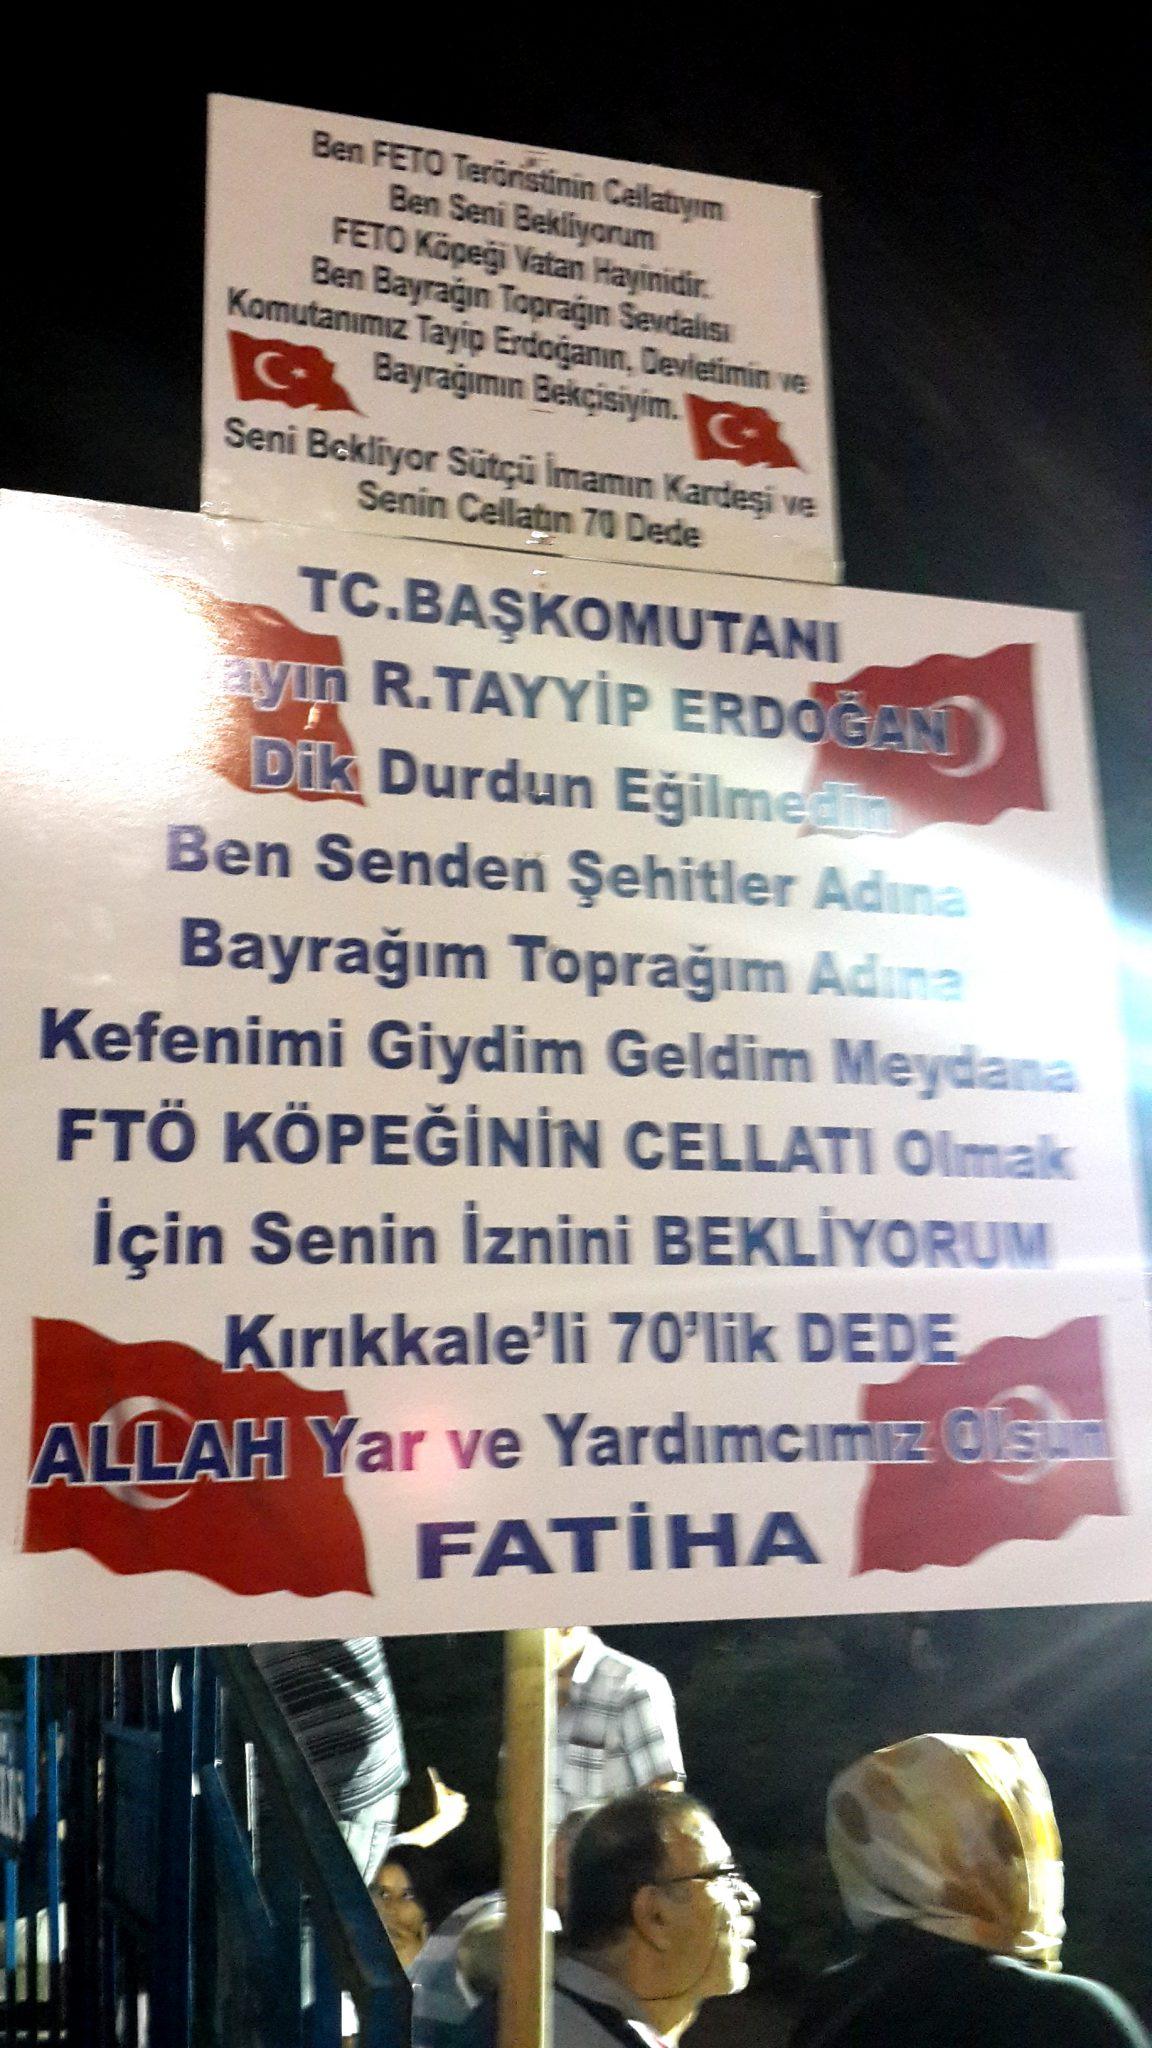 Ben FETO Teröristinin Cellatıyım
Ben Seni Bekliyorum
FETO Köpeği Vatan Hayinidir.
Ben Bayrağın Toprağın Sevdalısı
Komutanımız Tayip Erdoğanın, Devletimin ve
Bayrağımın Bekçisiyim.
Seni Bekliyor Sütçü İmamın Kardeşi ve
Senin Cellatın 70 Dede
TC.BAŞKOMUTANI
ayın R.TAYYİP ERDOĞAN
Dik Durdun Eğilmedin
Ben Senden Şehitler Adına
Bayrağım Toprağım Adına
Kefenimi Giydim Geldim Meydana
FTÖ KÖPEĞİNİN CELLATI Olmak
İçin Senin İznini BEKLİYORUM
Kırıkkale'li 70'lik DEDE
ALLAH Yar ve Yardımcımız Olsun
FATİHA